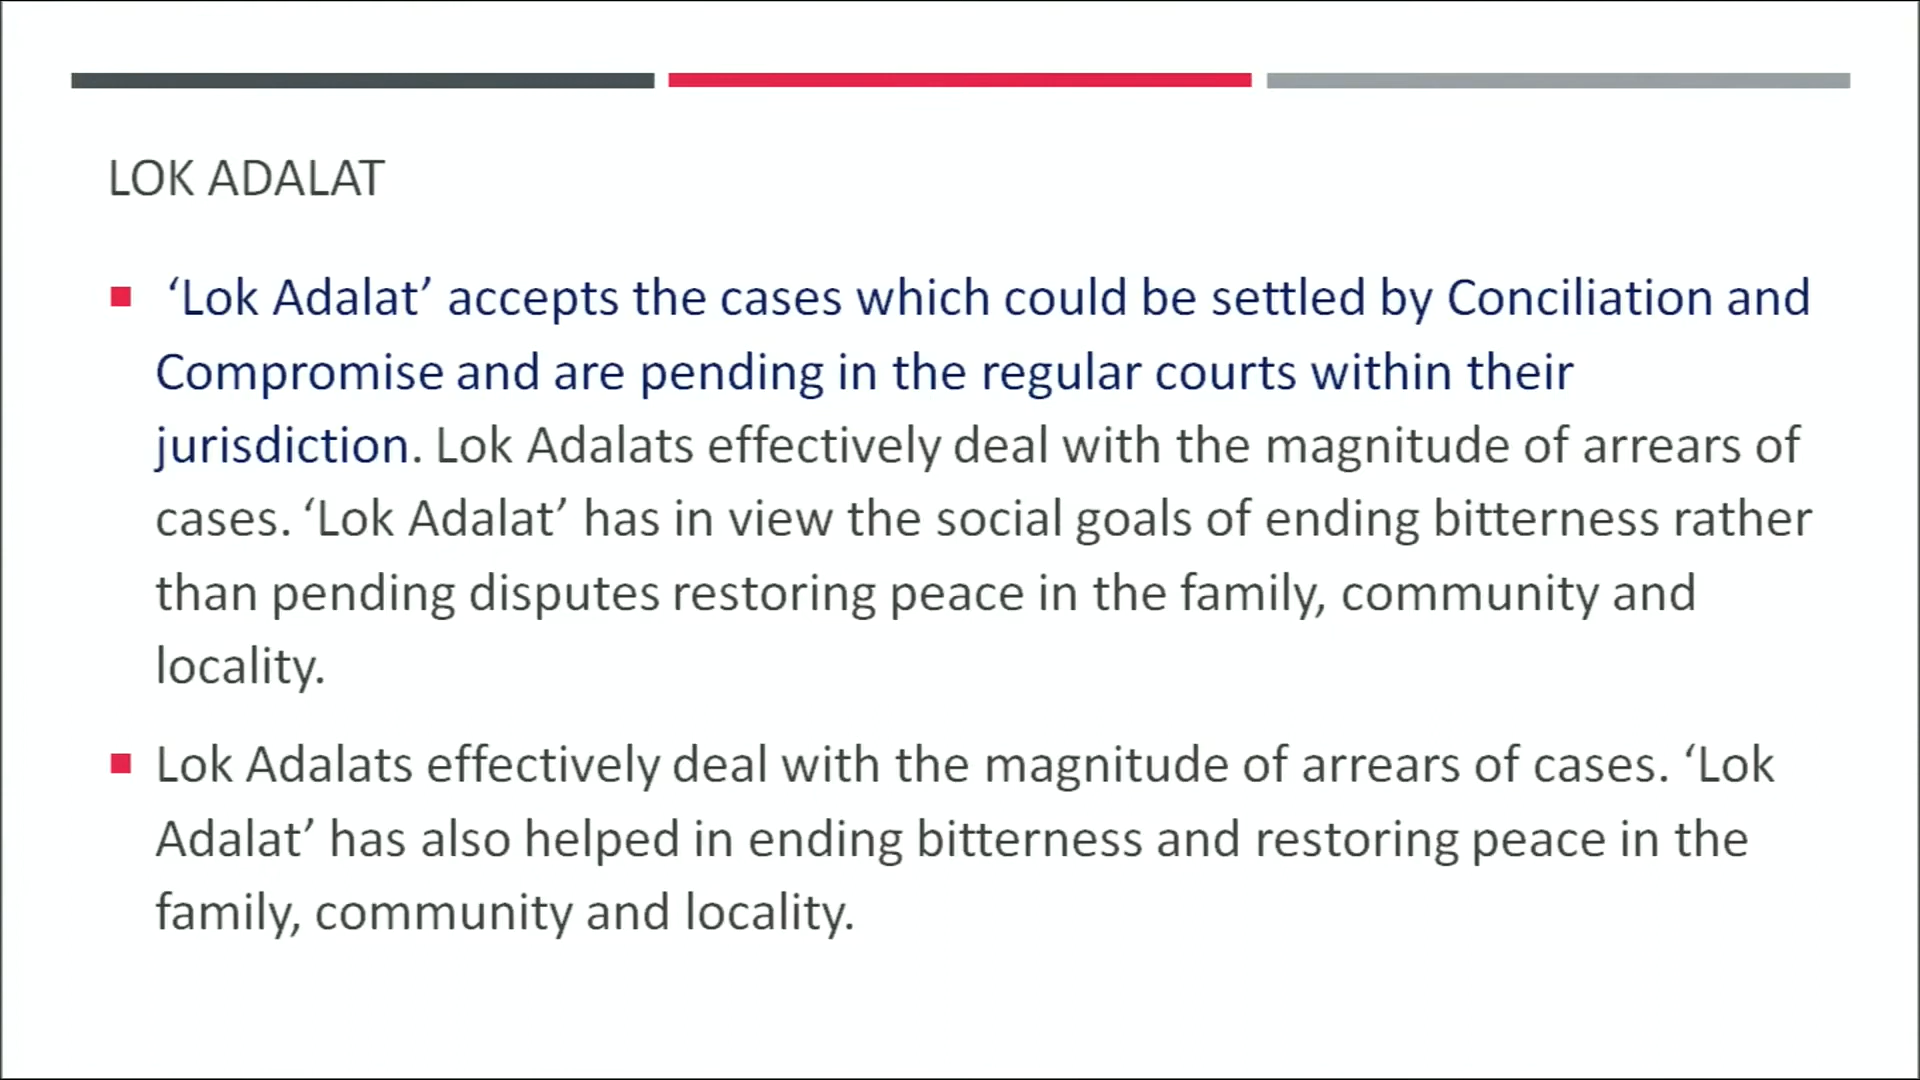 LOK ADALAT
‘Lok Adalat’ accepts the cases which could be settled by Conciliation and
Compromise and are pending in the regular courts within their
jurisdiction. Lok Adalats effectively deal with the magnitude of arrears of
cases. ‘Lok Adalat’ has in view the social goals of ending bitterness rather
than pending disputes restoring peace in the family, community and
locality.
Lok Adalats effectively deal with the magnitude of arrears of cases. ‘Lok
Adalat’ has also helped in ending bitterness and restoring peace in the
family, community and locality.